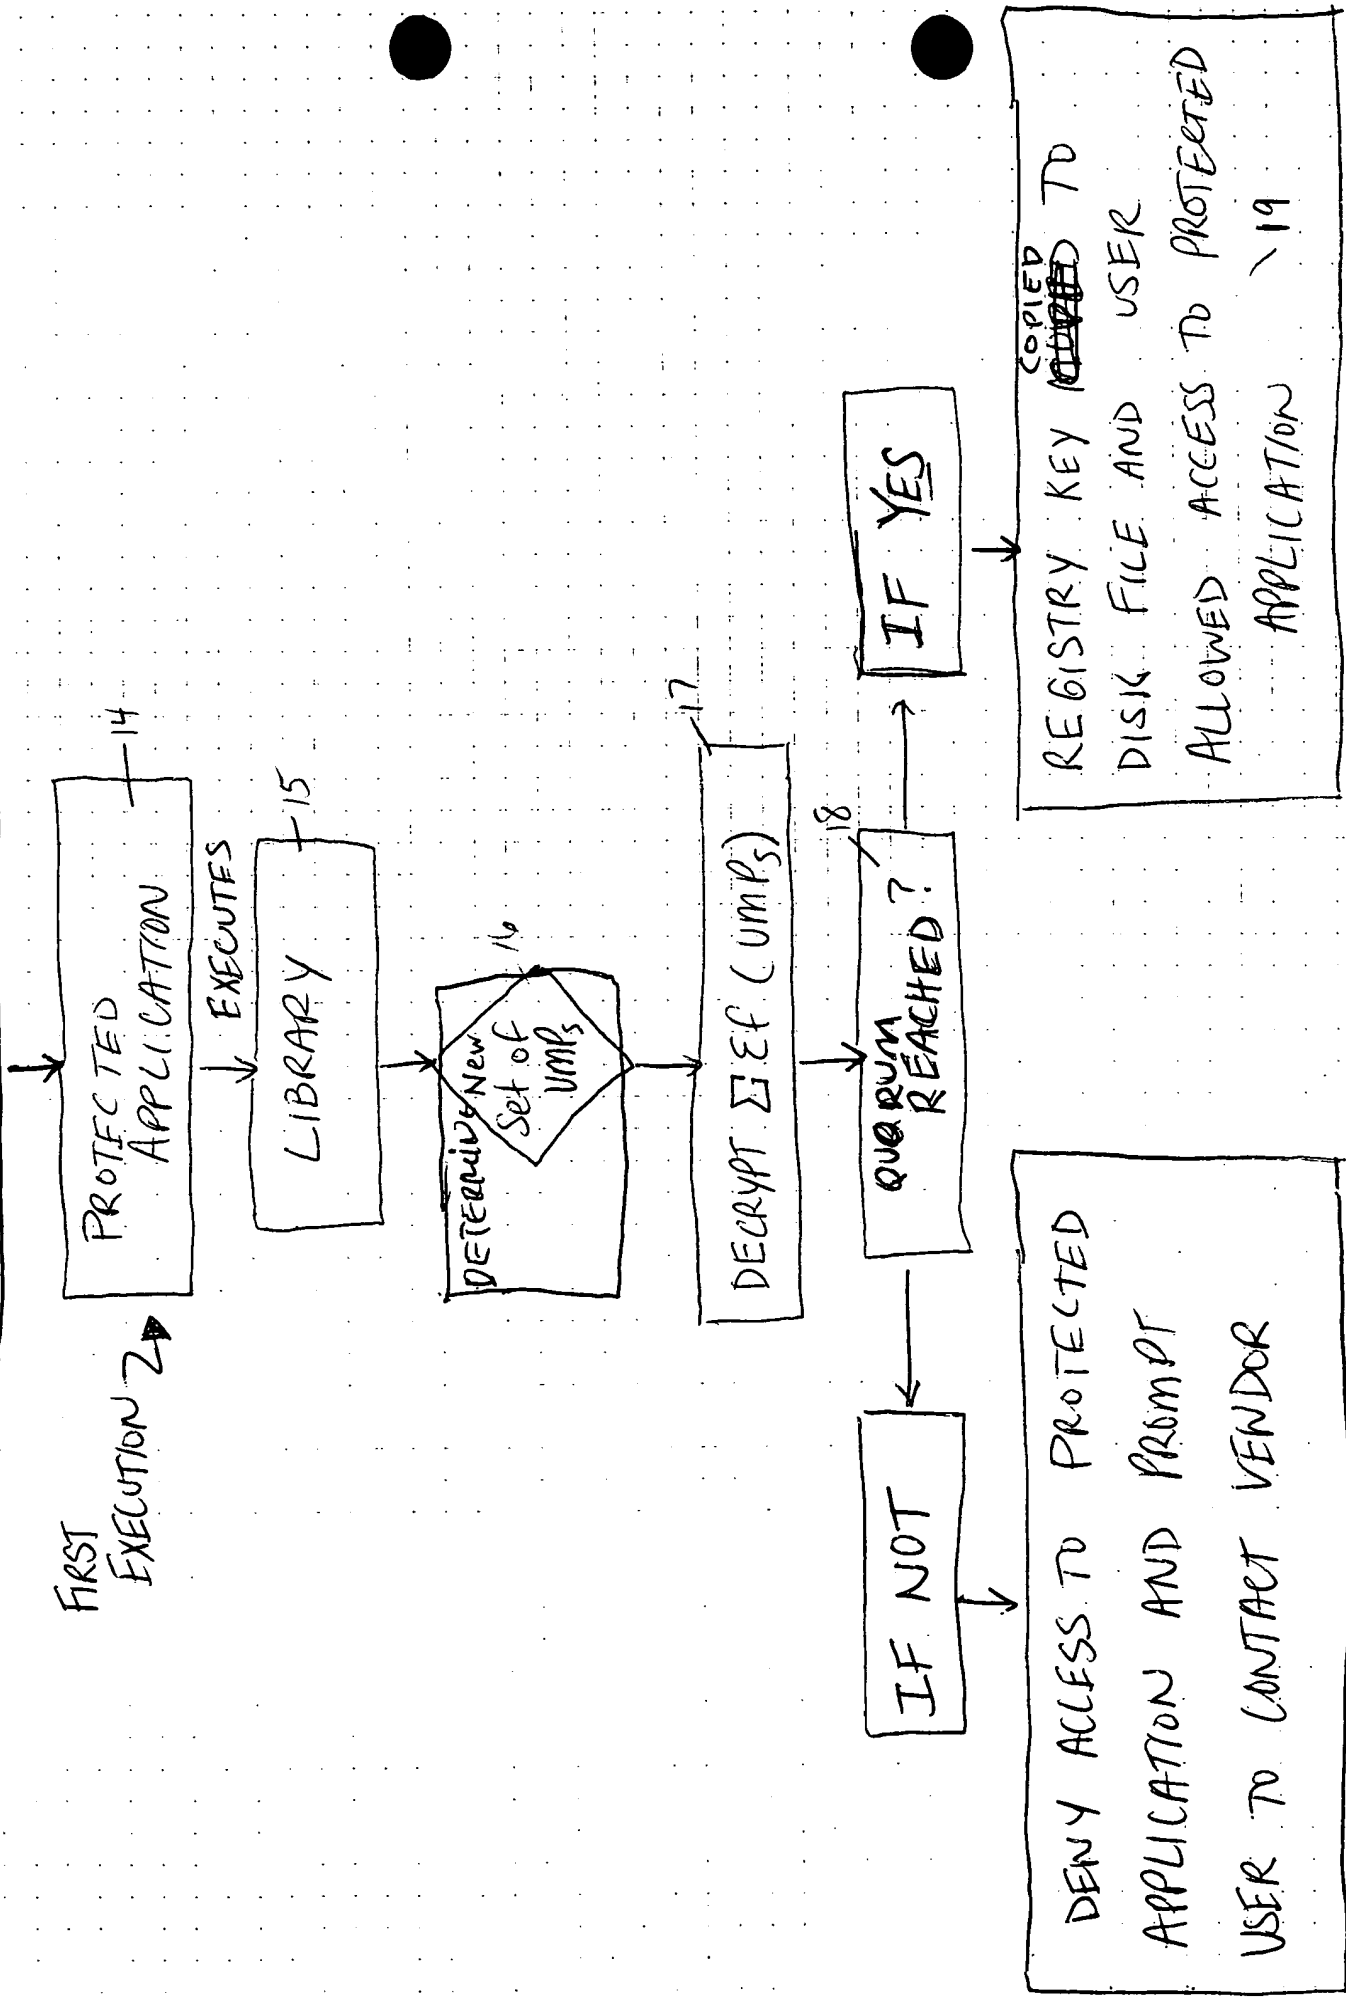 FIRST
EXECUTION
PROTECTED
APPLICATION
14
EXECUTES
LIBRARY
15
DETERMINE New
Set of
UMPs
16
DECRYPT Σ EF (UMPs)
17
QUORUM
REACHED?
18
IF NOT
IF YES
DENY ACCESS TO PROTECTED
APPLICATION AND PROMPT
USER TO CONTACT VENDOR
REGISTRY KEY COPIED TO
DISK FILE AND USER
ALLOWED ACCESS TO PROTECTED
APPLICATION
19